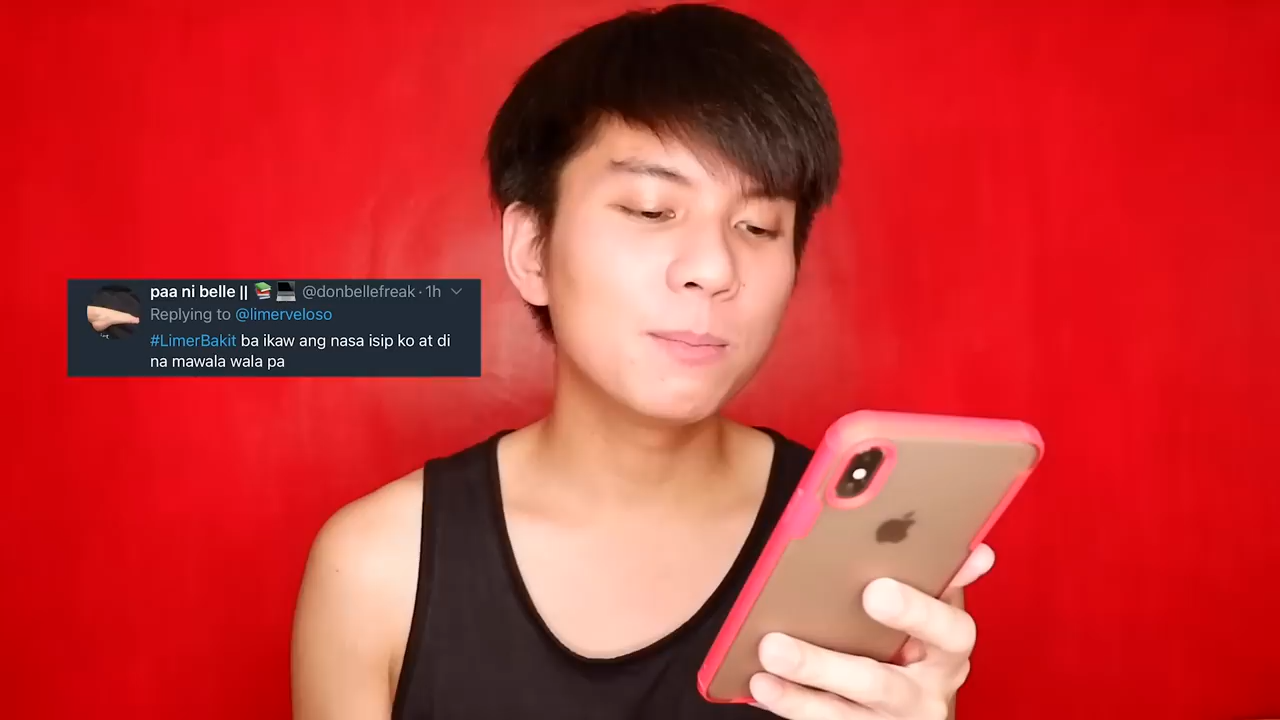 paa ni belle || 📚💻 @donbellefreak · 1h
Replying to @limerveloso
#LimerBakit ba ikaw ang nasa isip ko at di
na mawala wala pa